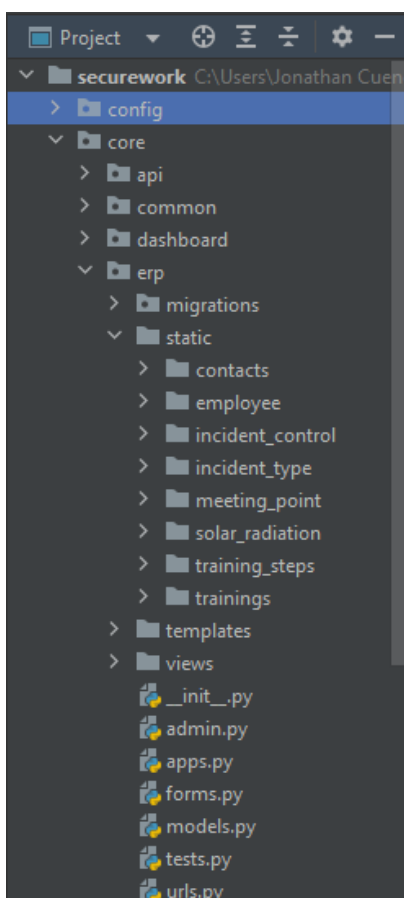 Project
securework C:\Users\Jonathan Cuen
config
core
api
common
dashboard
erp
migrations
static
contacts
employee
incident_control
incident_type
meeting_point
solar_radiation
training_steps
trainings
templates
views
__init__.py
admin.py
apps.py
forms.py
models.py
tests.py
urls.py